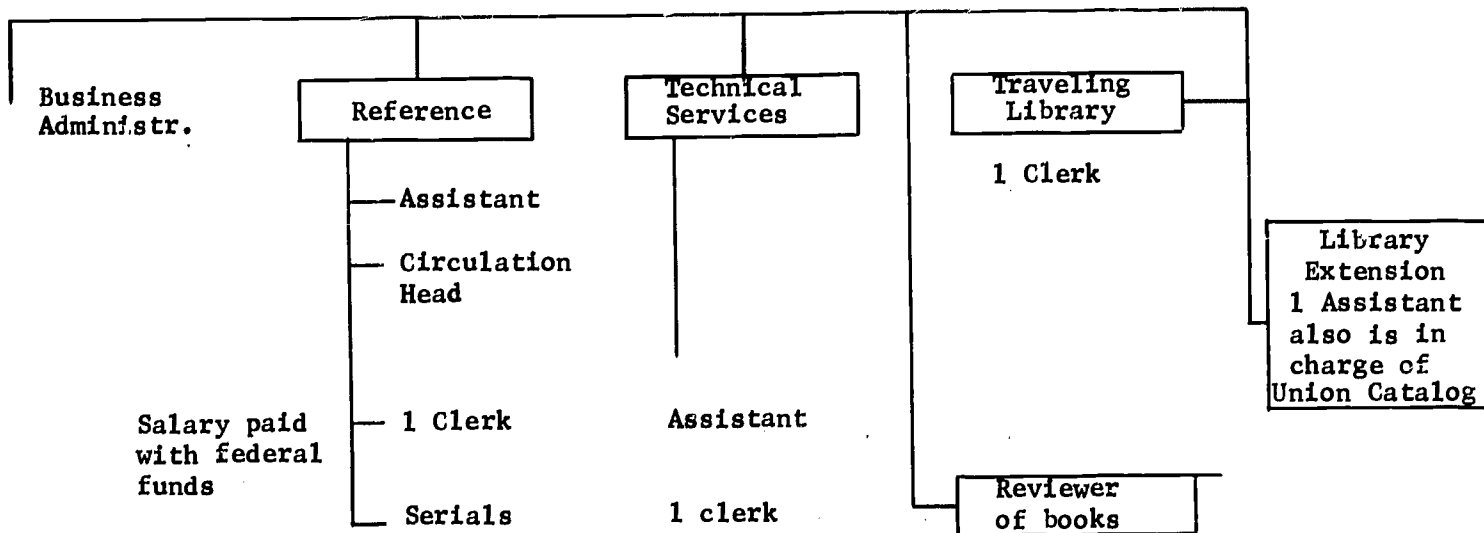 Business
Administr.
Reference
Technical
Services
Traveling
Library
1 Clerk
Assistant
Circulation
Head
Library
Extension
1 Assistant
also is in
charge of
Union Catalog
Salary paid
with federal
funds
1 Clerk
Serials
Assistant
1 clerk
Reviewer
of books